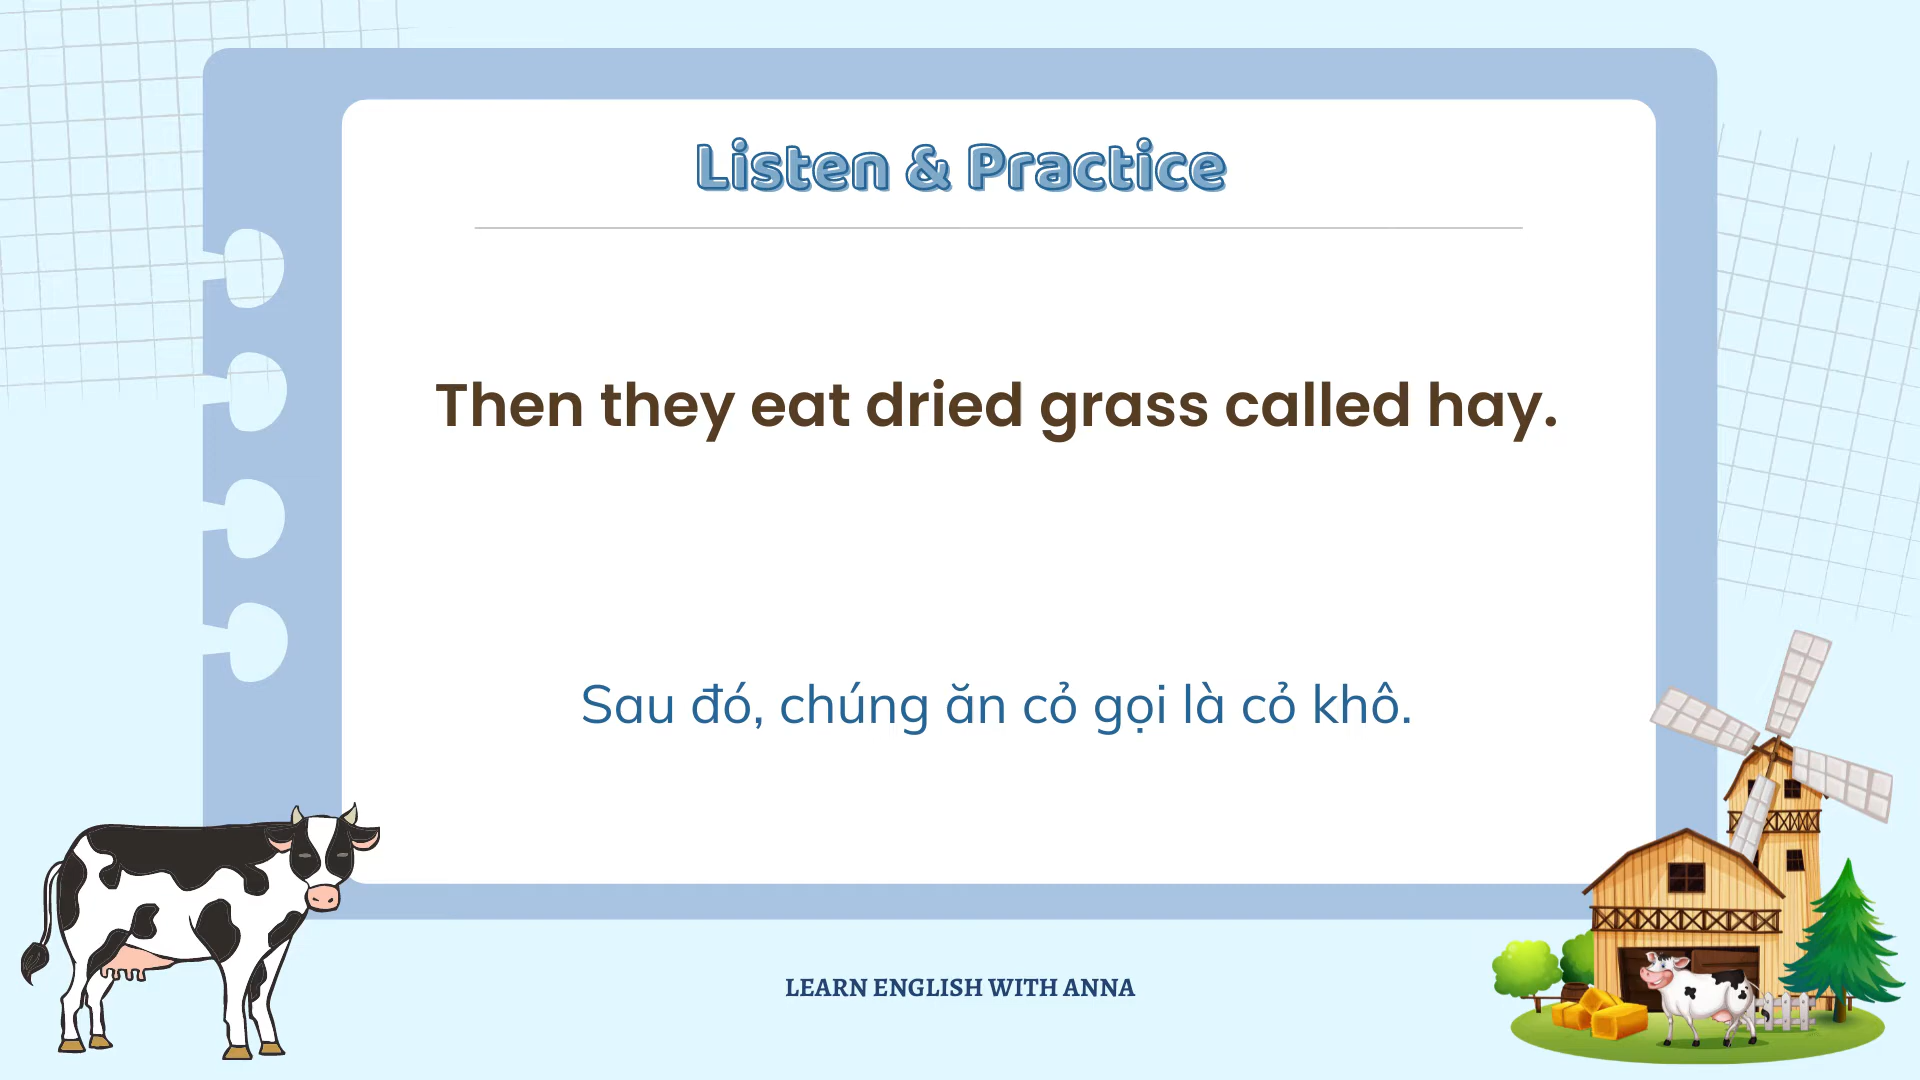 Listen & Practice
Then they eat dried grass called hay.
Sau đó, chúng ăn cỏ gọi là cỏ khô.
LEARN ENGLISH WITH ANNA